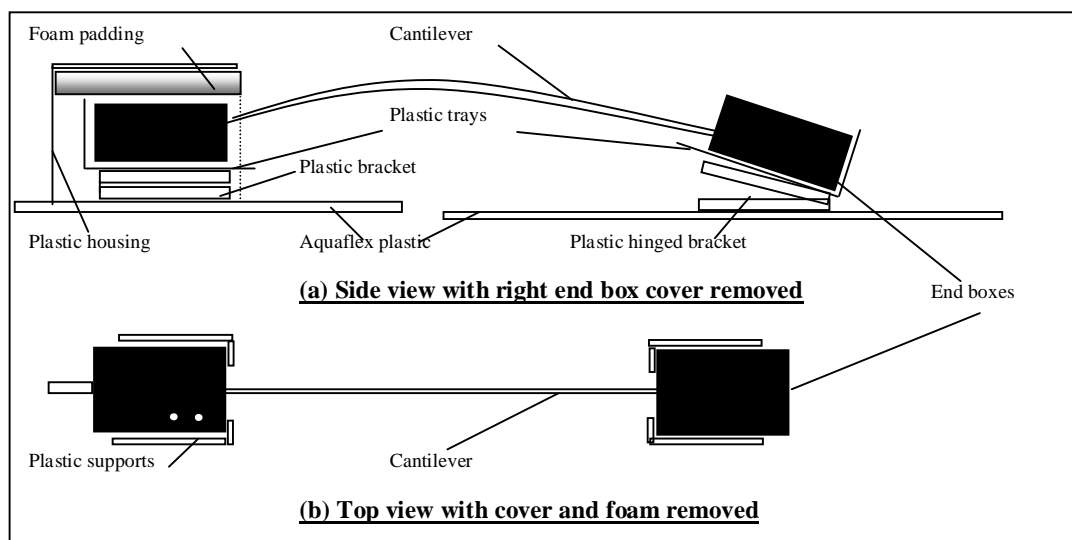 Foam padding
Cantilever
Plastic trays
Plastic bracket
Plastic housing
Aquaflex plastic
Plastic hinged bracket
(a) Side view with right end box cover removed
End boxes
Plastic supports
Cantilever
(b) Top view with cover and foam removed